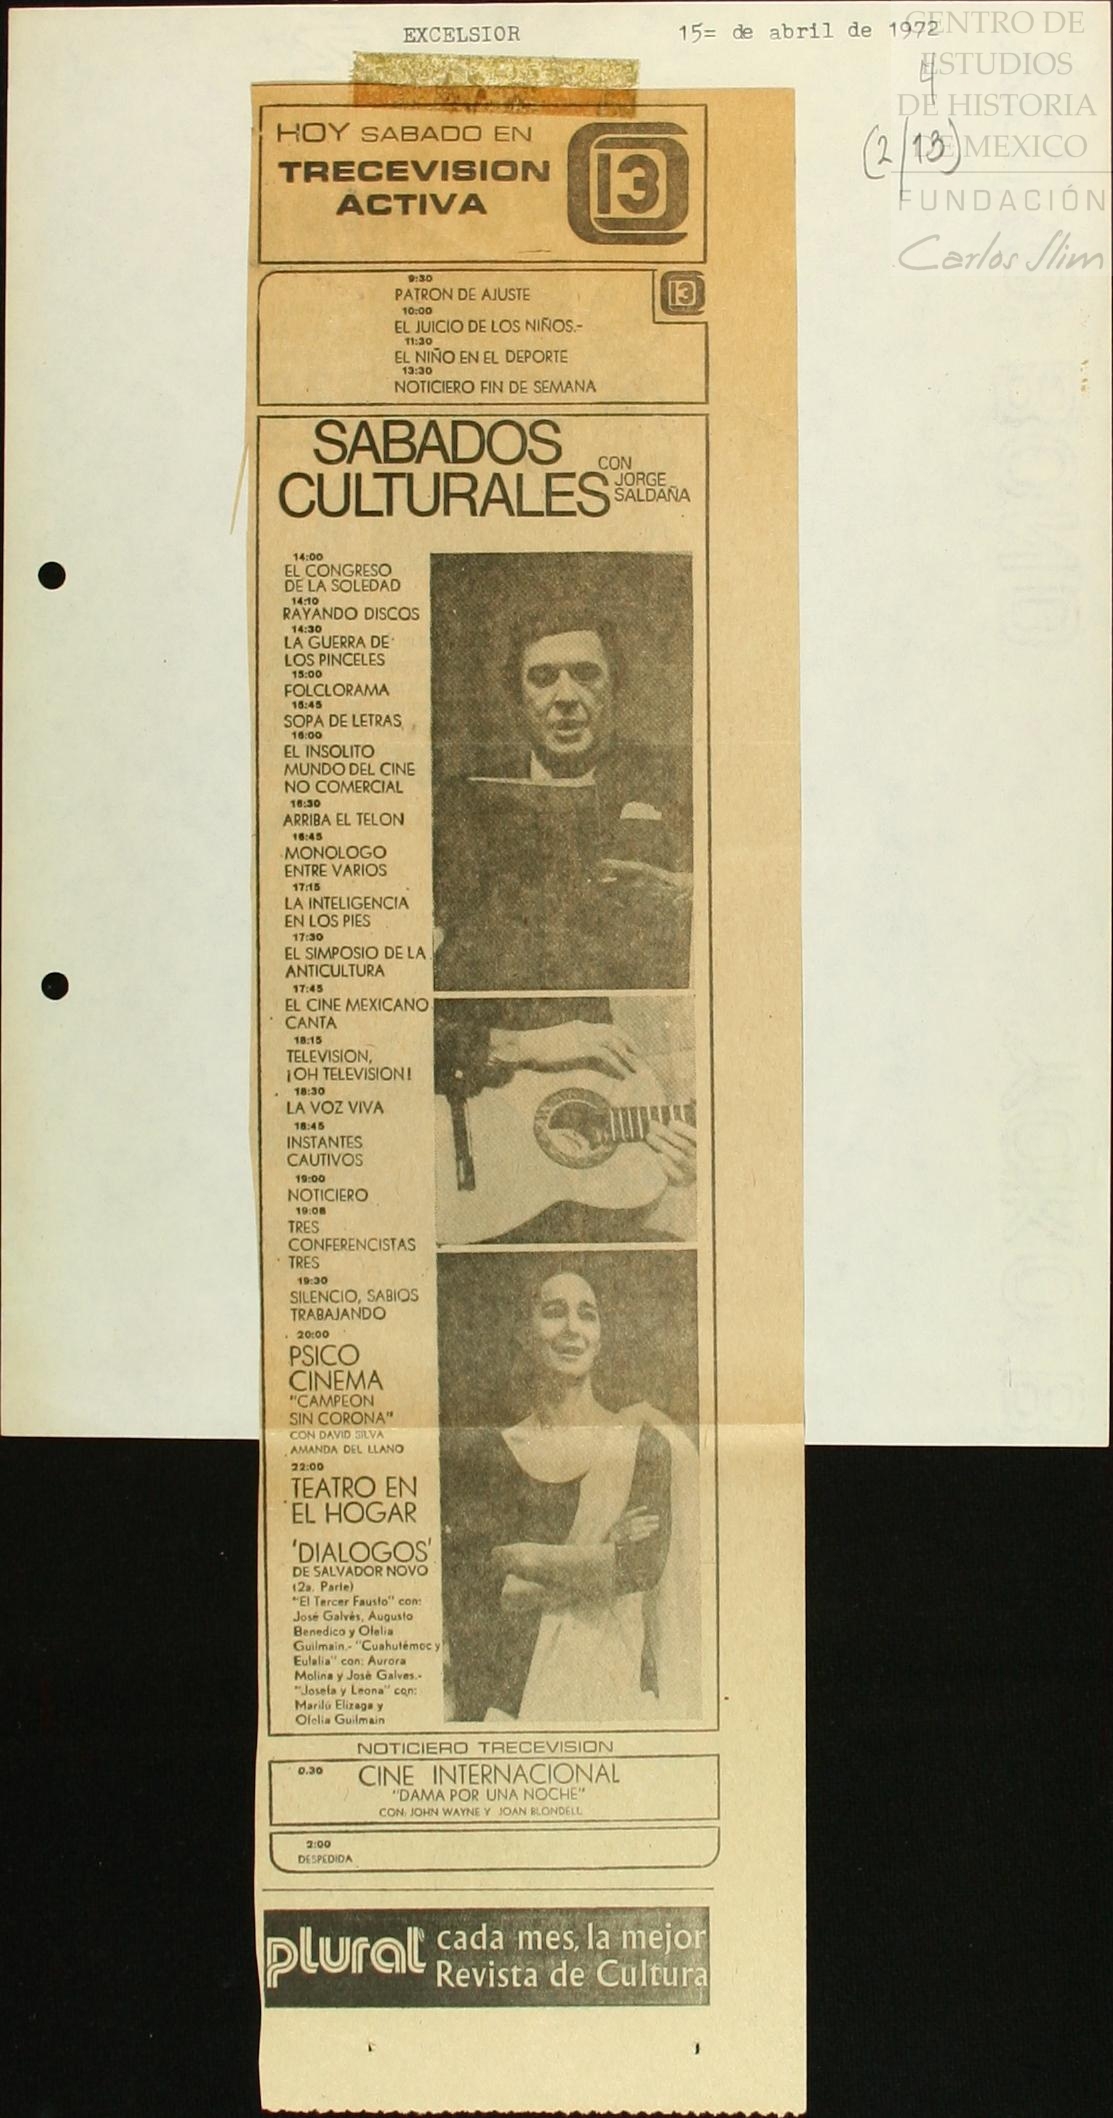 EXCELSIOR 15= de abril de 1972
CENTRO DE
ESTUDIOS
DE HISTORIA
DE MEXICO
FUNDACIÓN
Carlos Slim
4
(2/13)
HOY SABADO EN
TRECEVISION
ACTIVA
13
13
9:30
PATRON DE AJUSTE
10:00
EL JUICIO DE LOS NIÑOS.-
11:30
EL NIÑO EN EL DEPORTE
13:30
NOTICIERO FIN DE SEMANA
SABADOS
CULTURALES
CON
JORGE
SALDAÑA
14:00
EL CONGRESO
DE LA SOLEDAD
14:10
RAYANDO DISCOS
14:30
LA GUERRA DE
LOS PINCELES
15:00
FOLCLORAMA
15:45
SOPA DE LETRAS
16:00
EL INSOLITO
MUNDO DEL CINE
NO COMERCIAL
16:30
ARRIBA EL TELON
16:45
MONOLOGO
ENTRE VARIOS
17:15
LA INTELIGENCIA
EN LOS PIES
17:30
EL SIMPOSIO DE LA
ANTICULTURA
17:45
EL CINE MEXICANO
CANTA
18:15
TELEVISION,
¡OH TELEVISION!
18:30
LA VOZ VIVA
18:45
INSTANTES
CAUTIVOS
19:00
NOTICIERO
19:08
TRES
CONFERENCISTAS
TRES
19:30
SILENCIO, SABIOS
TRABAJANDO
20:00
PSICO
CINEMA
"CAMPEON
SIN CORONA"
CON DAVID SILVA
AMANDA DEL LLANO
22:00
TEATRO EN
EL HOGAR
'DIALOGOS'
DE SALVADOR NOVO
(2a. Parte)
"El Tercer Fausto" con:
José Galvés, Augusto
Benedico y Ofelia
Guilmain.- "Cuahutémoc y
Eulalia" con: Aurora
Molina y José Galves.-
"Josefa y Leona" con:
Marilú Elizaga y
Ofelia Guilmain
NOTICIERO TRECEVISION
0.30 CINE INTERNACIONAL
"DAMA POR UNA NOCHE"
CON: JOHN WAYNE Y JOAN BLONDELL
2:00
DESPEDIDA
plural cada mes, la mejor
Revista de Cultura